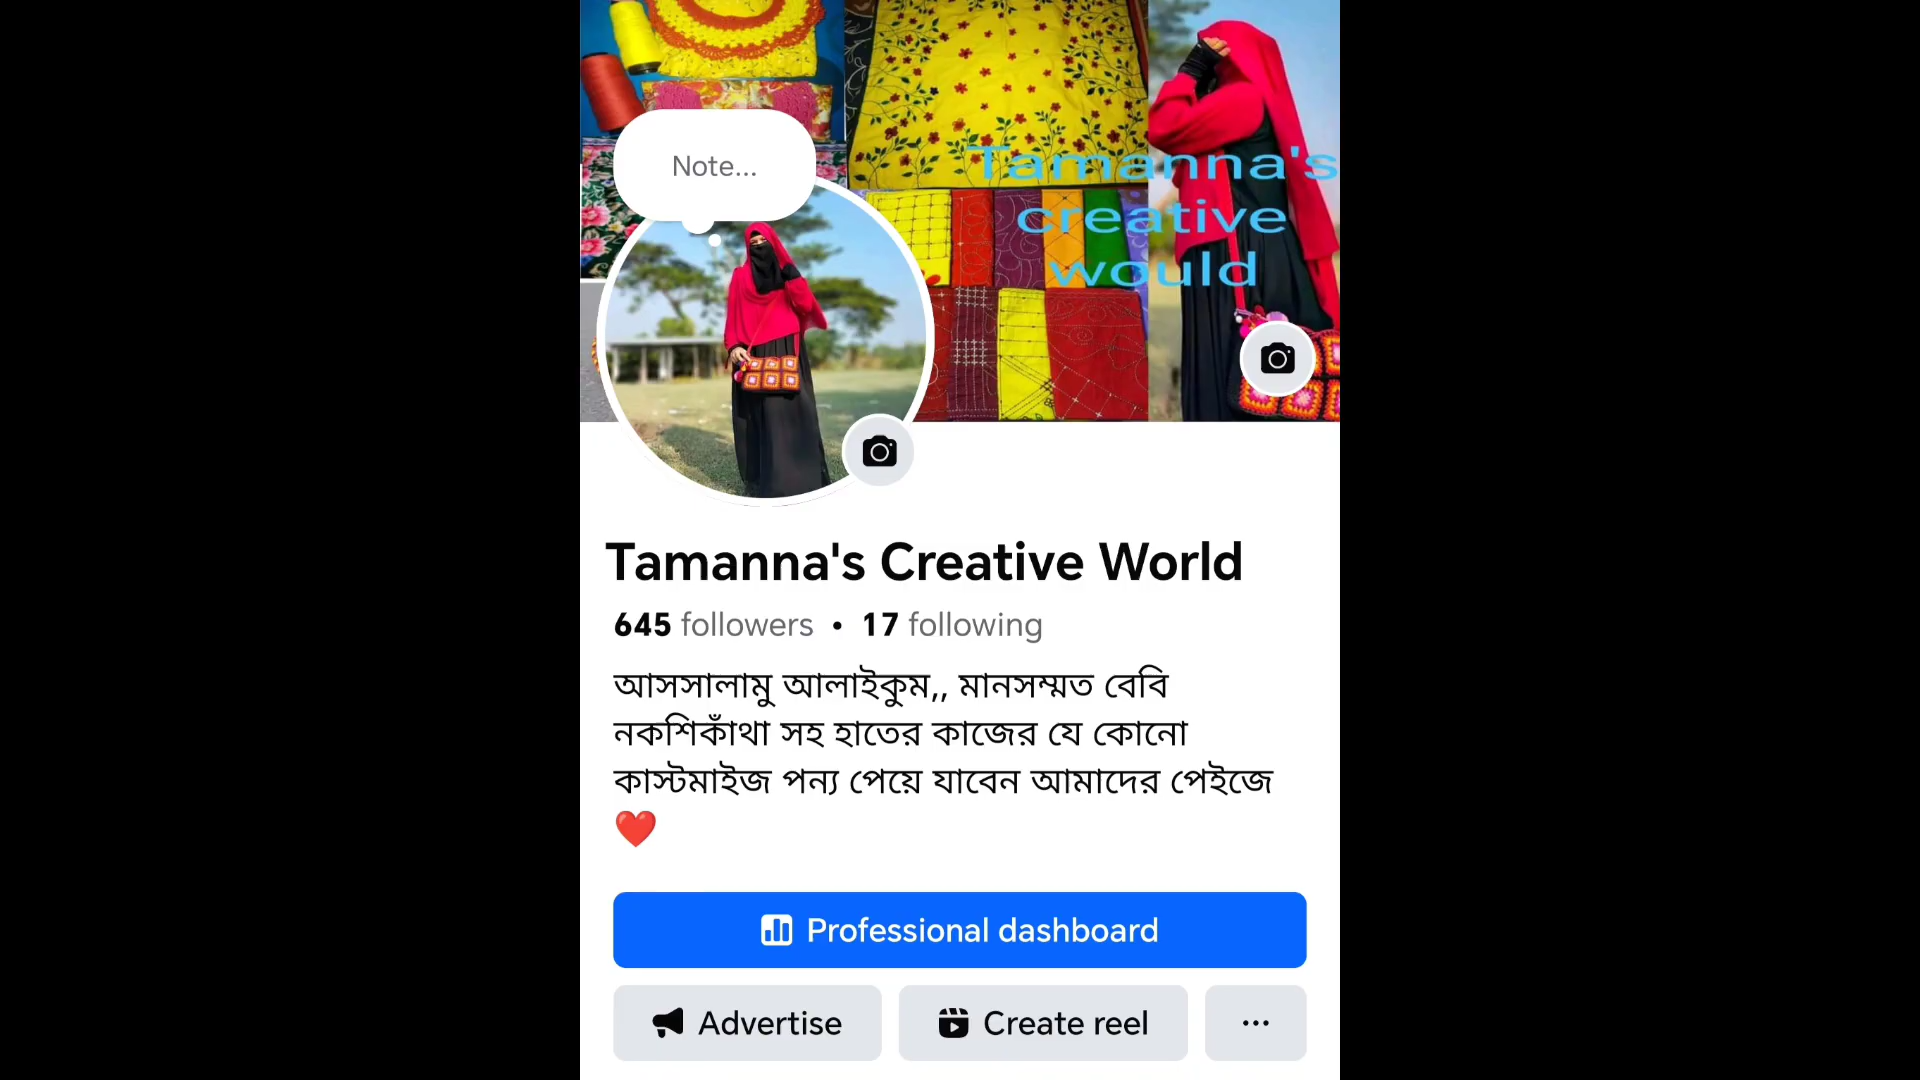 Tamanna's
creative
would
Note...
Tamanna's Creative World
645 followers • 17 following
আসসালামু আলাইকুম,, মানসম্মত বেবি
নকশিকাঁথা সহ হাতের কাজের যে কোনো
কাস্টমাইজ পন্য পেয়ে যাবেন আমাদের পেইজে
❤️
Professional dashboard
Advertise
Create reel